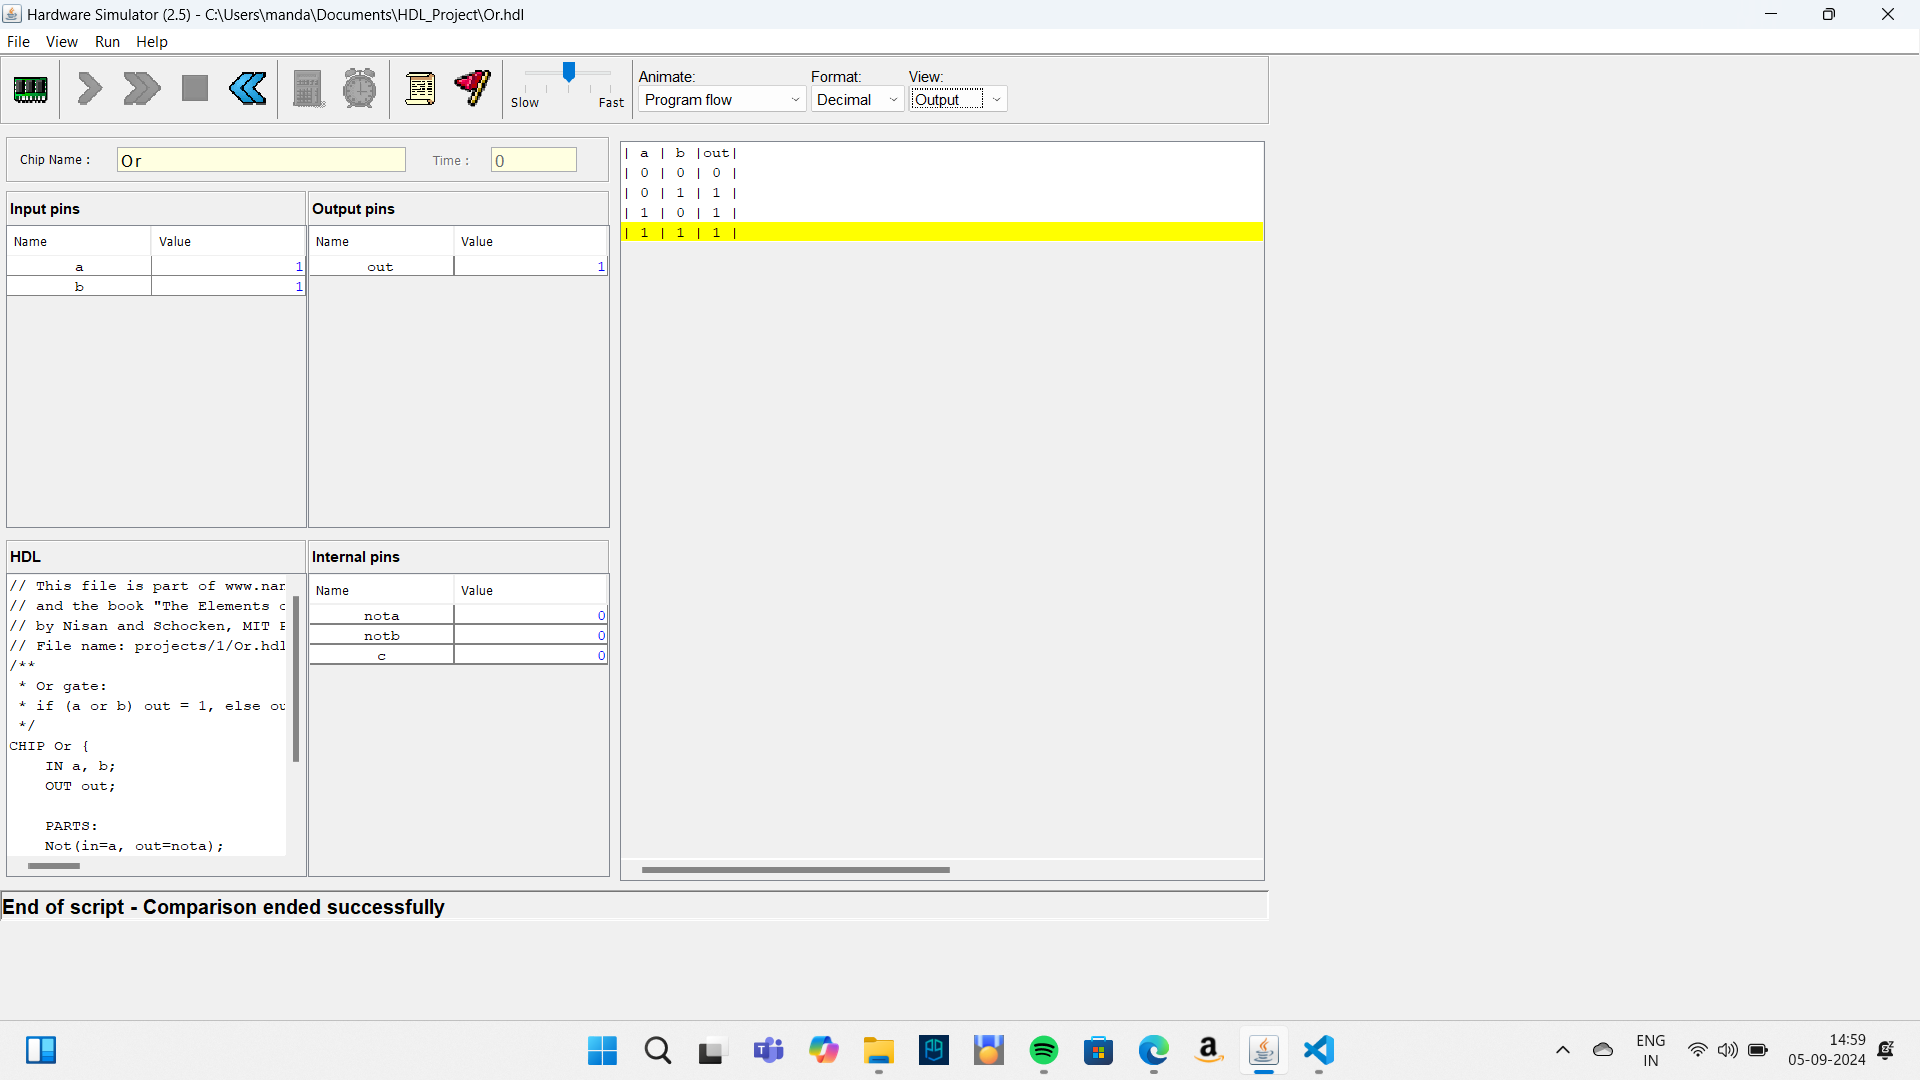 Hardware Simulator (2.5) - C:\Users\manda\Documents\HDL_Project\Or.hdl
File View Run Help
Slow Fast
Animate: Format: View:
Program flow Decimal Output
Chip Name : Or Time : 0
Input pins
Name Value
a 1
b 1
Output pins
Name Value
out 1
| a | b |out|
| 0 | 0 | 0 |
| 0 | 1 | 1 |
| 1 | 0 | 1 |
| 1 | 1 | 1 |
HDL
// This file is part of
// and the book "The Elements
// by Nisan and Schocken, MIT
// File name: projects/1/Or.hdl
/**
* Or gate:
* if (a or b) out = 1, else
*/
CHIP Or {
IN a, b;
OUT out;
PARTS:
Not(in=a, out=nota);
Internal pins
Name Value
nota 0
notb 0
c 0
End of script - Comparison ended successfully
ENG
IN
14:59
05-09-2024